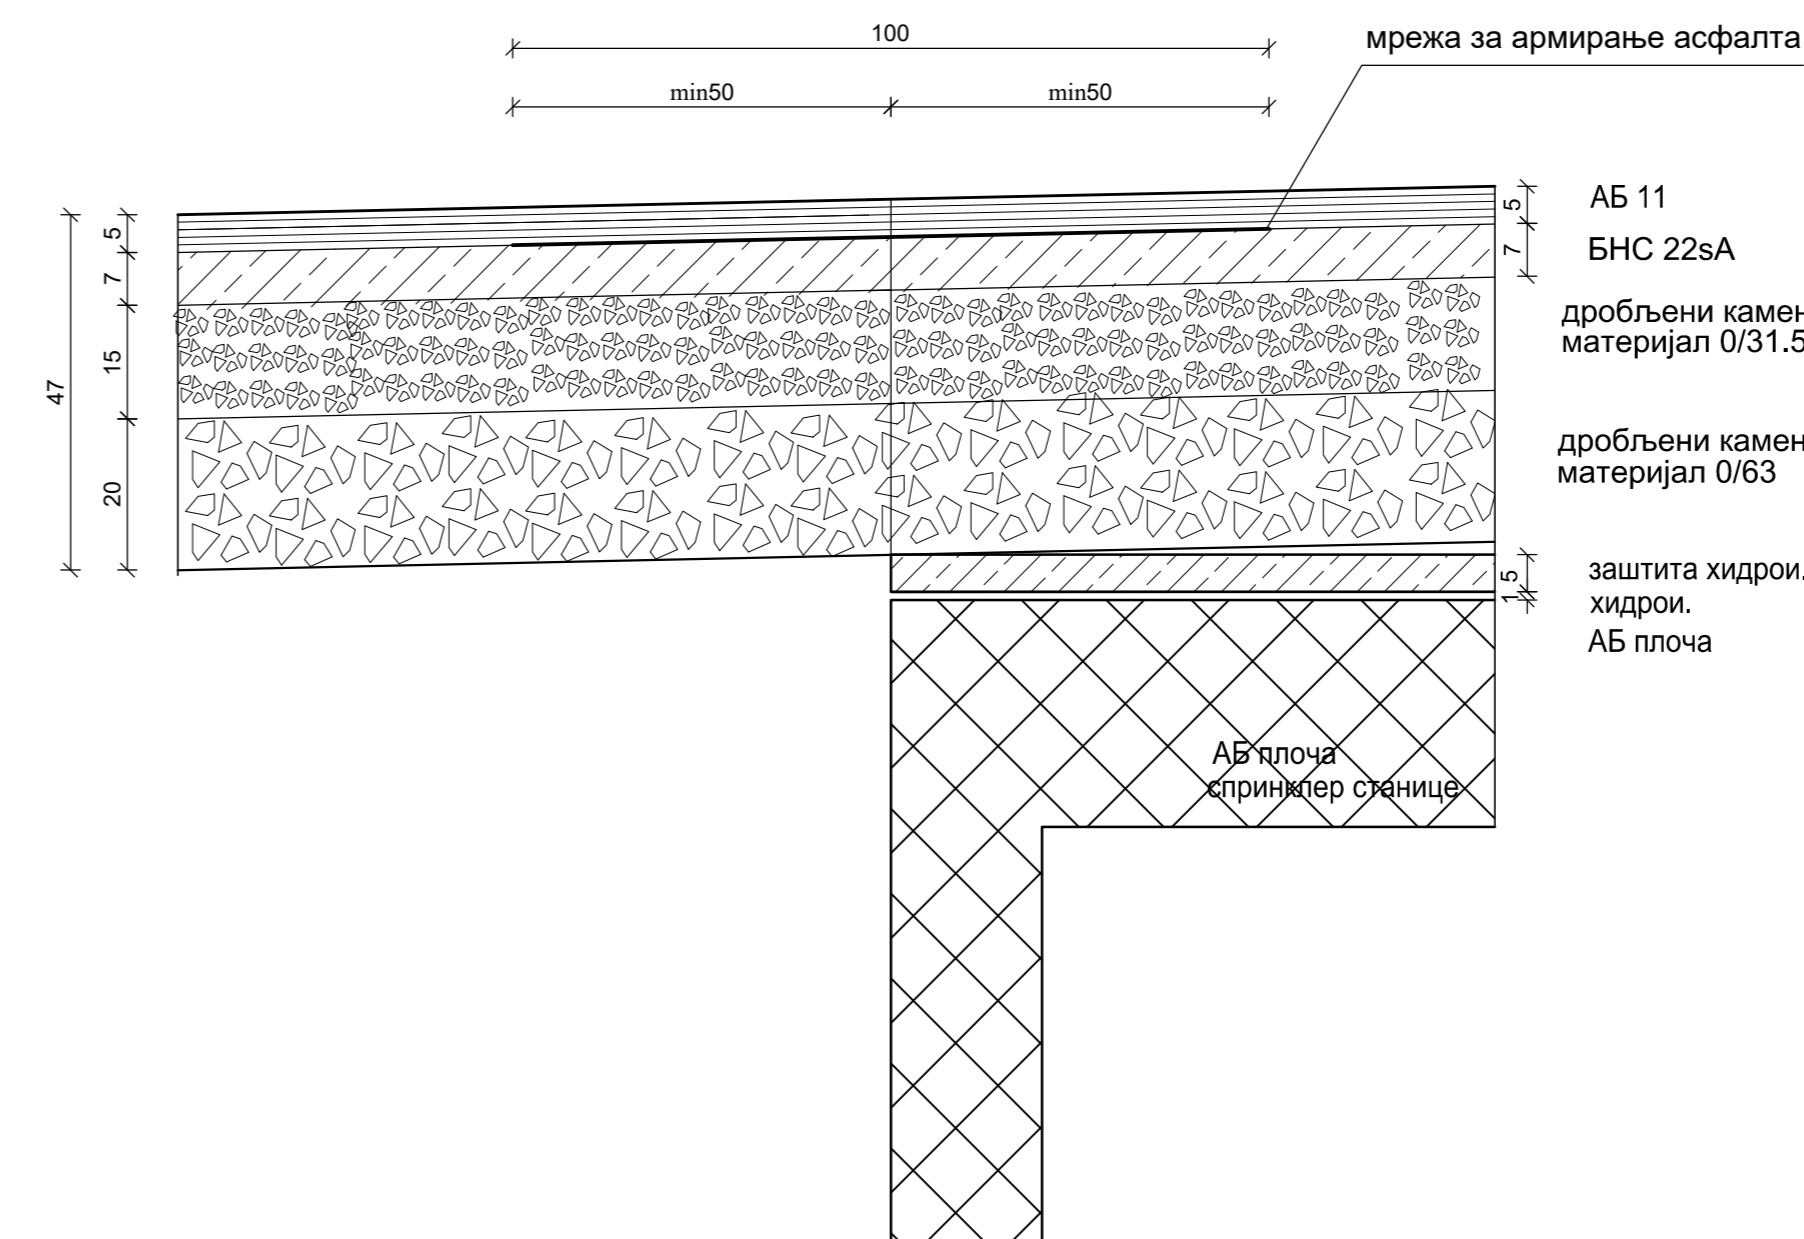 100
мрежа за армирање асфалта
min50
min50
5
7
15
20
47
5
7
АБ 11
БНС 22sA
дробљени камен
материјал 0/31.5
дробљени камен
материјал 0/63
5
1
заштита хидрои.
хидрои.
АБ плоча
АБ плоча
спринклер станице